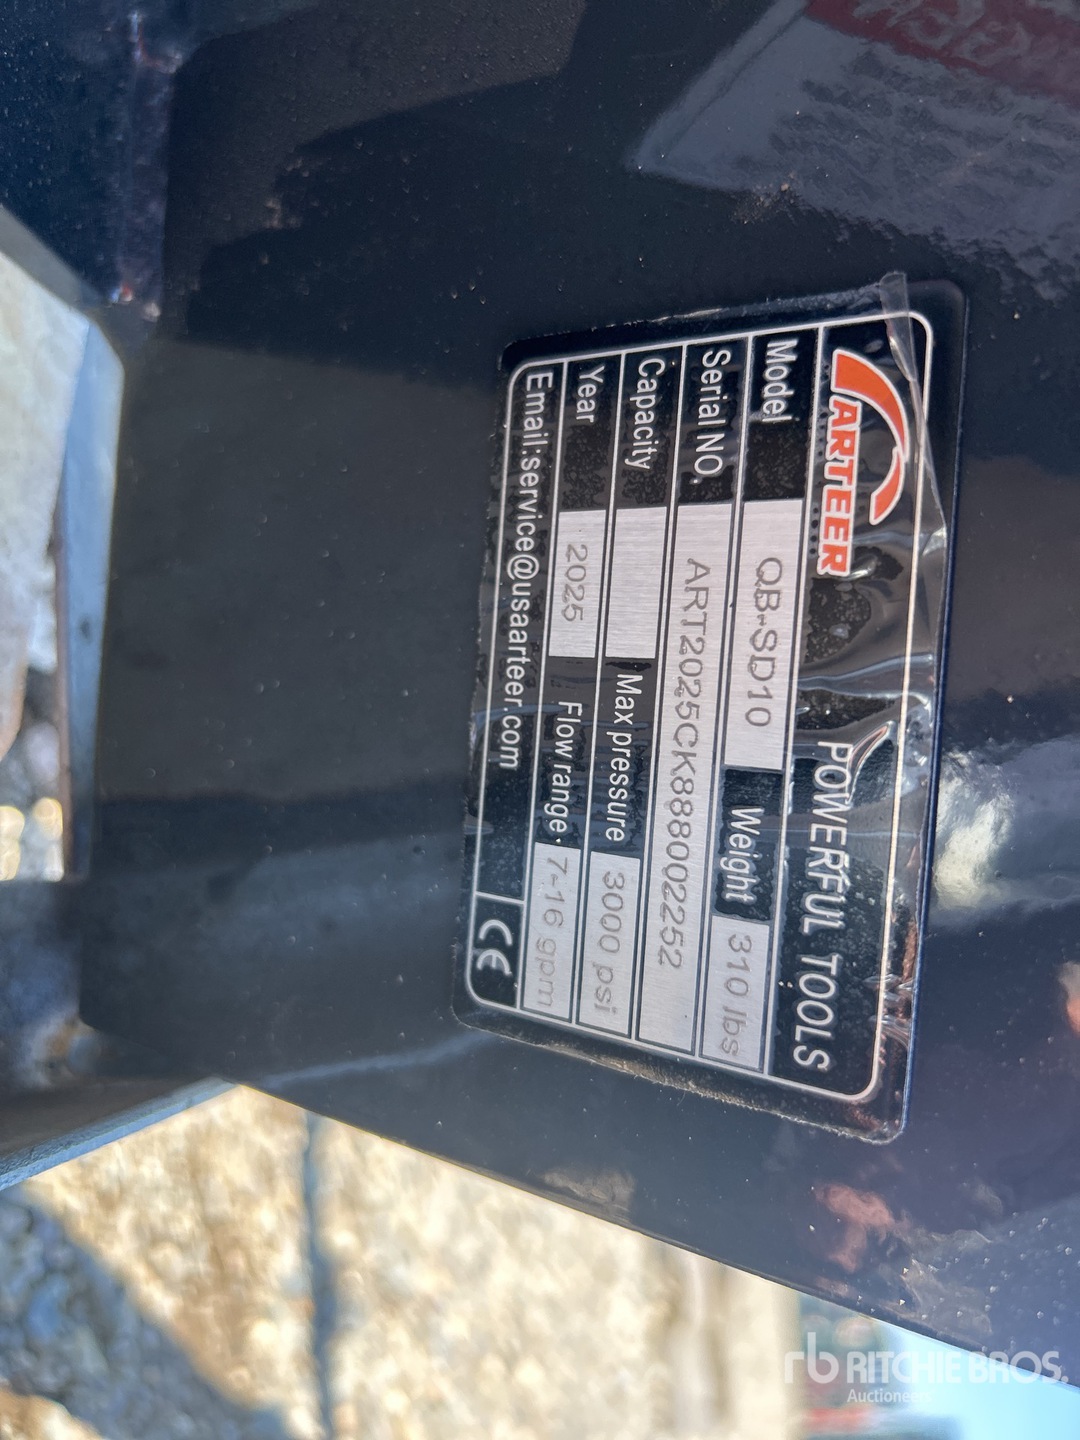 ARTEER POWERFUL TOOLS
Model QB-SD10 Weight 310 lbs
Serial NO. ART2025CK888002252
Capacity Max pressure 3000 psi
Year 2025 Flow range 7-16 gpm
Email:service@usaarteer.com CE
rb RITCHIE BROS.
Auctioneers